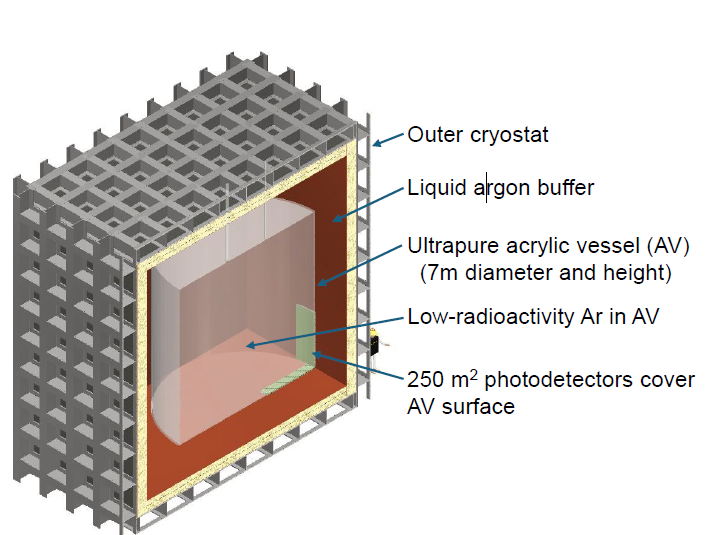 Outer cryostat
Liquid argon buffer
Ultrapure acrylic vessel (AV)
(7m diameter and height)
Low-radioactivity Ar in AV
250 m² photodetectors cover
AV surface